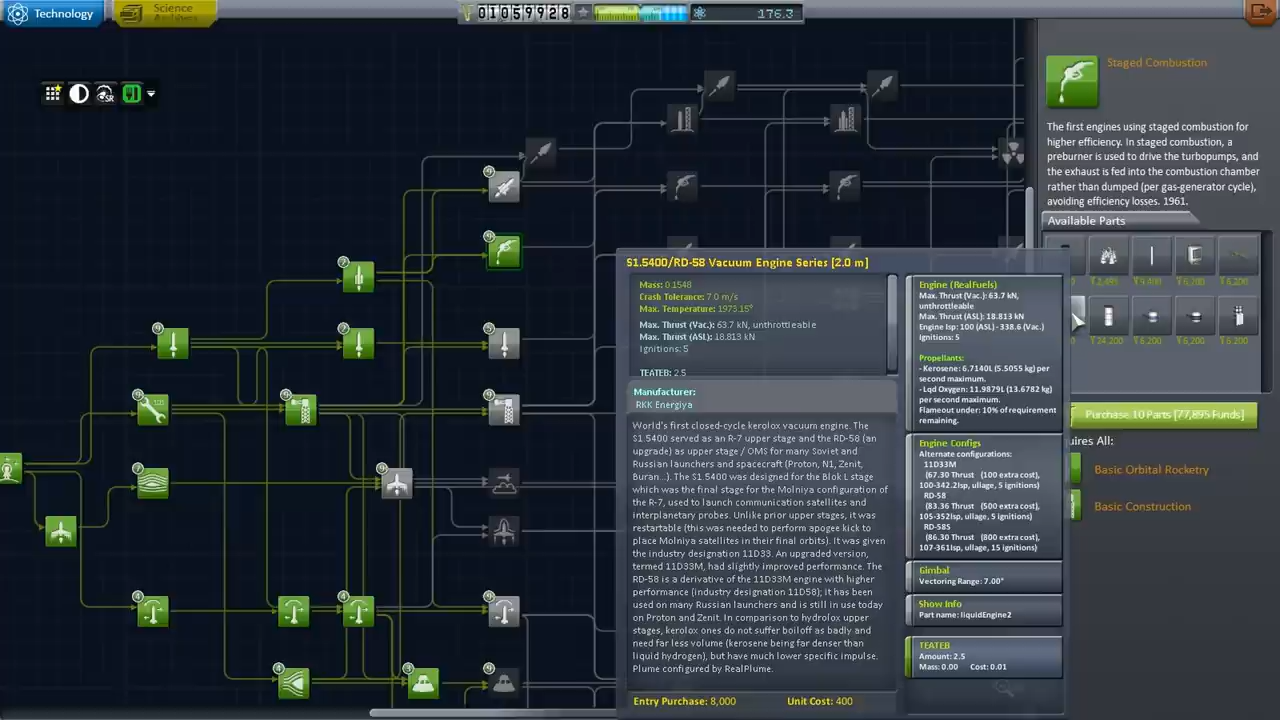 Technology
Science
Archives
01059928
176.3
Staged Combustion
The first engines using staged combustion for
higher efficiency. In staged combustion, a
preburner is used to drive the turbopumps, and
the exhaust is fed into the combustion chamber
rather than dumped (per gas-generator cycle),
avoiding efficiency losses. 1961.
Available Parts
9,400
6,200
8,200
24,200
6,200
6,200
6,200
Purchase 10 Parts [77,895 Funds]
uires All:
Basic Orbital Rocketry
Basic Construction
S1.5400/RD-58 Vacuum Engine Series [2.0 m]
Mass: 0.1548
Crash Tolerance: 7.0 m/s
Max. Temperature: 1973.15°
Max. Thrust (Vac.): 63.7 kN, unthrottleable
Max. Thrust (ASL): 18.813 kN
Ignitions: 5
TEATEB: 2.5
Manufacturer:
RKK Energiya
World's first closed-cycle kerolox vacuum engine. The
S1.5400 served as an R-7 upper stage and the RD-58 (an
upgrade) as upper stage / OMS for many Soviet and
Russian launchers and spacecraft (Proton, N1, Zenit,
Buran...). The S1.5400 was designed for the Blok L stage
which was the final stage for the Molniya configuration of
the R-7, used to launch communication satellites and
interplanetary probes. Unlike prior upper stages, it was
restartable (this was needed to perform apogee kick to
place Molniya satellites in their final orbits). It was given
the industry designation 11D33. An upgraded version,
termed 11D33M, had slightly improved performance. The
RD-58 is a derivative of the 11D33M engine with higher
performance (industry designation 11D58); it has been
used on many Russian launchers and is still in use today
on Proton and Zenit. In comparison to hydrolox upper
stages, kerolox ones do not suffer boiloff as badly and
need far less volume (kerosene being far denser than
liquid hydrogen), but have much lower specific impulse.
Plume configured by RealPlume.
Entry Purchase: 8,000
Unit Cost: 400
Engine (RealFuels)
Max. Thrust (Vac.): 63.7 kN,
unthrottleable
Max. Thrust (ASL): 18.813 kN
Engine Isp: 100 (ASL) - 338.6 (Vac.)
Ignitions: 5
Propellants:
- Kerosene: 6.7140L (5.5055 kg) per
second maximum.
- Lqd Oxygen: 11.9879L (13.6782 kg)
per second maximum.
Flameout under: 10% of requirement
remaining.
Engine Configs
Alternate configurations:
11D33M
(67.30 Thrust (100 extra cost),
100-342.2isp, ullage, 5 ignitions)
RD-58
(83.36 Thrust (500 extra cost),
105-352isp, ullage, 5 ignitions)
RD-58S
(86.30 Thrust (800 extra cost),
107-361isp, ullage, 15 ignitions)
Gimbal
Vectoring Range: 7.00°
Show Info
Part name: liquidEngine2
TEATEB
Amount: 2.5
Mass: 0.00 Cost: 0.01